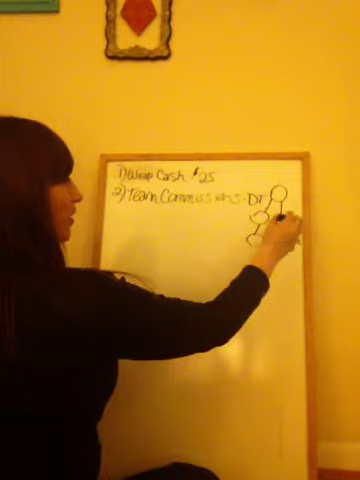 1) Wrap Cash $25
2) Team Commissions - DT